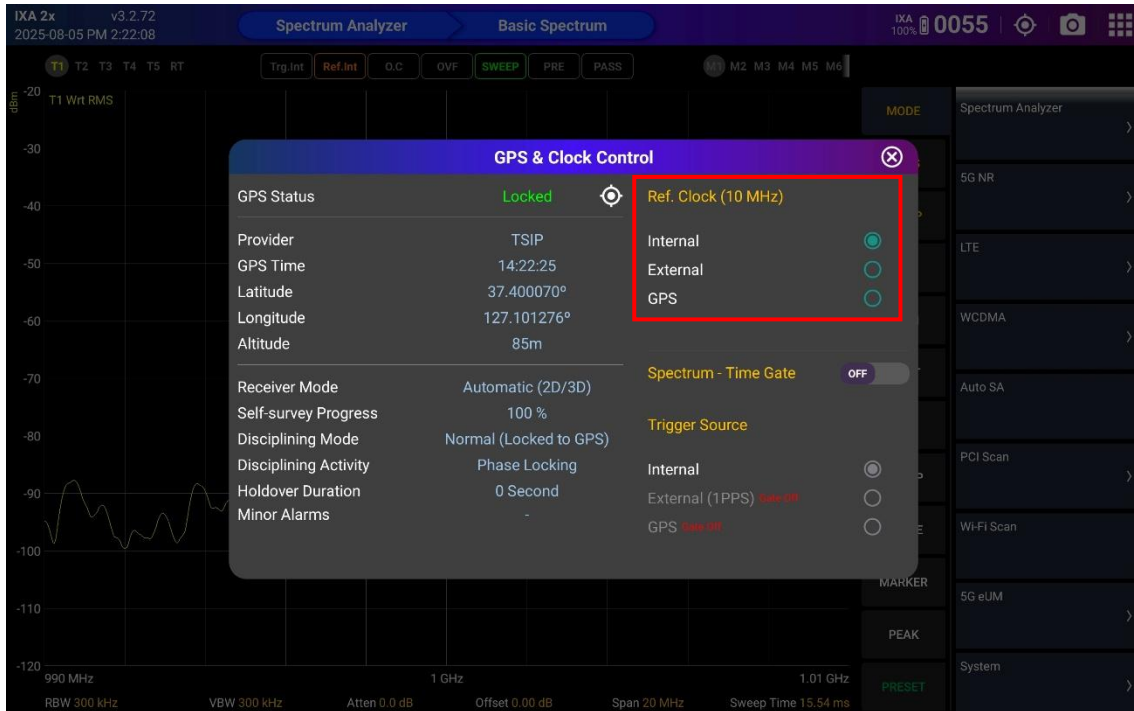 IXA 2x v3.2.72
2025-08-05 PM 2:22:08
Spectrum Analyzer
Basic Spectrum
IXA
100%
0055
T1 T2 T3 T4 T5 RT
Trg.Int Ref.Int O.C OVF SWEEP PRE PASS
M1 M2 M3 M4 M5 M6
dBm
-20
T1 Wrt RMS
-30
-40
-50
-60
-70
-80
-90
-100
-110
-120
GPS & Clock Control
GPS Status Locked
Provider TSIP
GPS Time 14:22:25
Latitude 37.400070º
Longitude 127.101276º
Altitude 85m
Receiver Mode Automatic (2D/3D)
Self-survey Progress 100 %
Disciplining Mode Normal (Locked to GPS)
Disciplining Activity Phase Locking
Holdover Duration 0 Second
Minor Alarms -
Ref. Clock (10 MHz)
Internal
External
GPS
Spectrum - Time Gate OFF
Trigger Source
Internal
External (1PPS) Gate Off
GPS Gate Off
MODE
MARKER
PEAK
PRESET
Spectrum Analyzer
5G NR
LTE
WCDMA
Auto SA
PCI Scan
Wi-Fi Scan
5G eUM
System
990 MHz 1 GHz 1.01 GHz
RBW 300 kHz VBW 300 kHz Atten 0.0 dB Offset 0.00 dB Span 20 MHz Sweep Time 15.54 ms